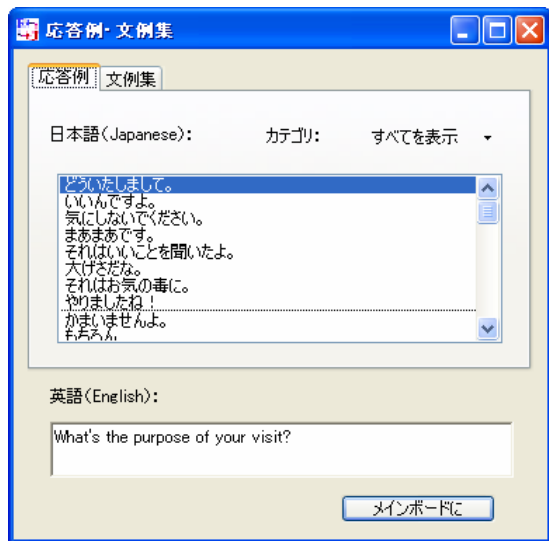 応答例・文例集
応答例 文例集
日本語(Japanese): カテゴリ: すべてを表示
どういたしまして。
いいんですよ。
気にしないでください。
まあまあです。
それはいいことを聞いたよ。
大げさだな。
それはお気の毒に。
やりましたね!
かまいませんよ。
もちろん
英語(English):
What's the purpose of your visit?
メインボードに